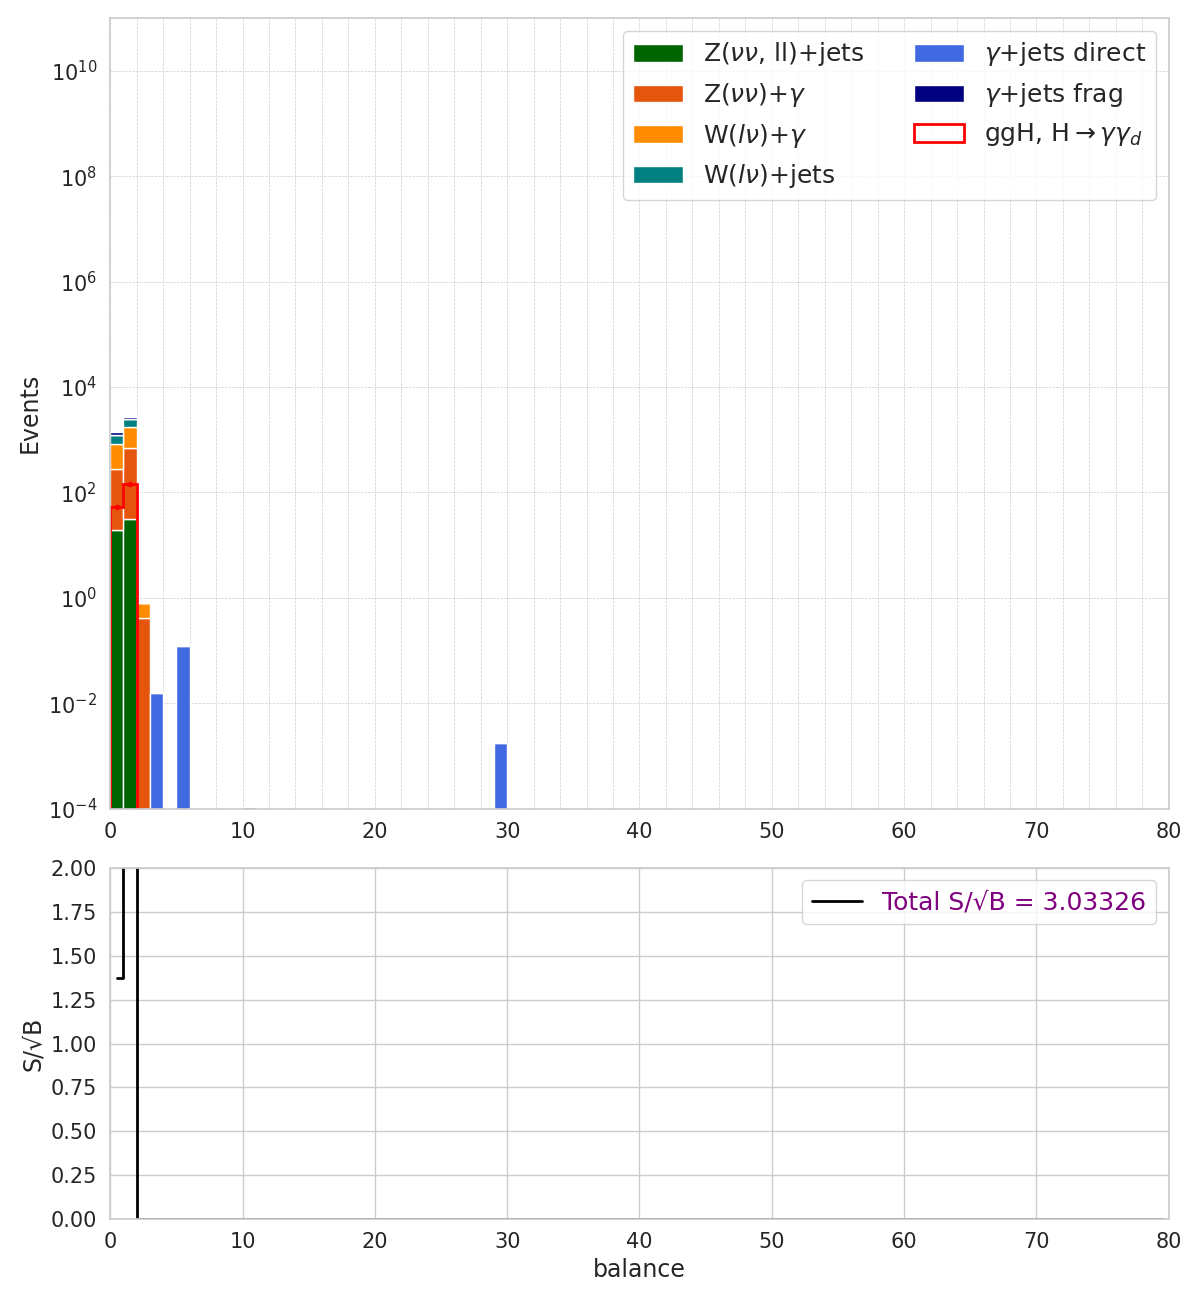 Z(νν, ll)+jets
Z(νν)+γ
W(lν)+γ
W(lν)+jets
γ+jets direct
γ+jets frag
ggH, H→γγ_d
Events
10^10
10^8
10^6
10^4
10^2
10^0
10^−2
10^−4
0 10 20 30 40 50 60 70 80
Total S/√B = 3.03326
S/√B
2.00
1.75
1.50
1.25
1.00
0.75
0.50
0.25
0.00
0 10 20 30 40 50 60 70 80
balance